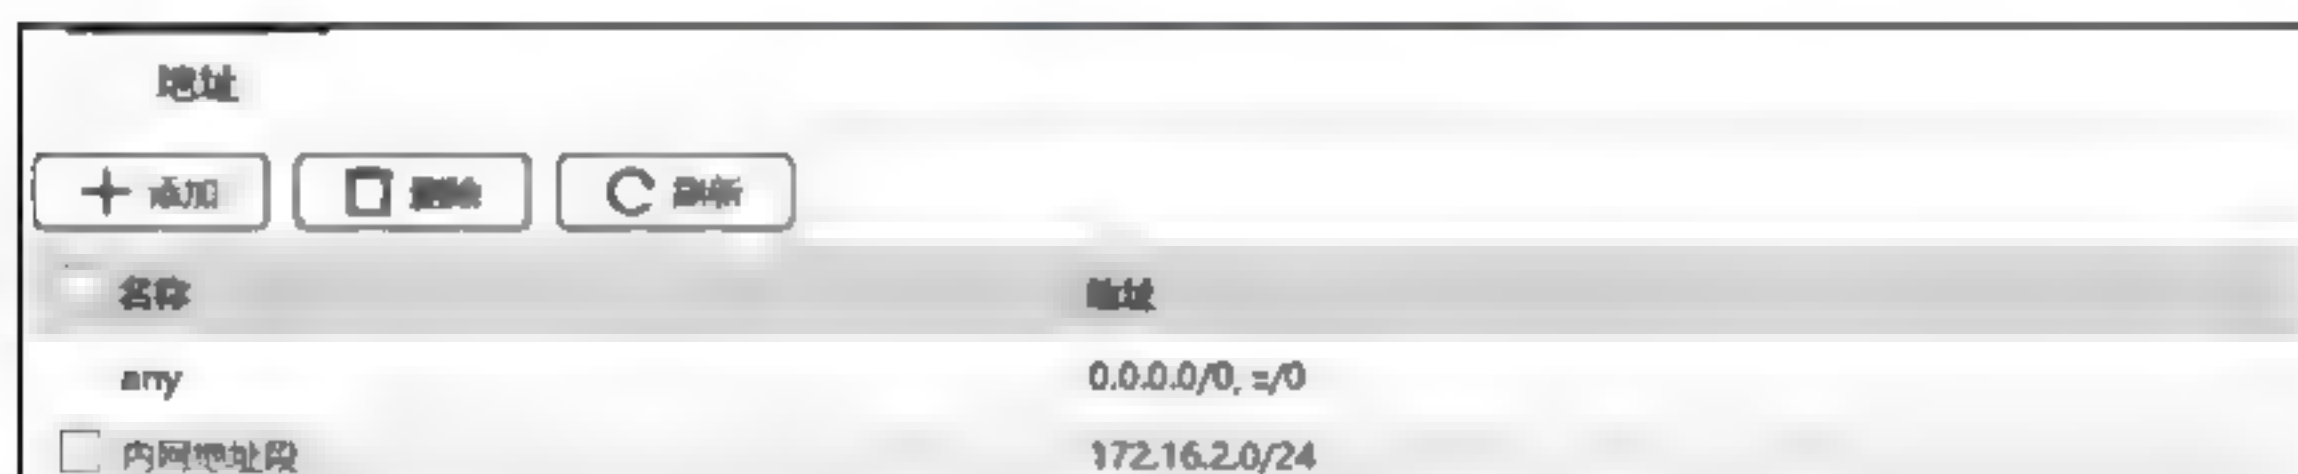 地址
添加 删除 刷新
名称 地址
any 0.0.0.0/0, ::/0
内网地址段 172.16.2.0/24